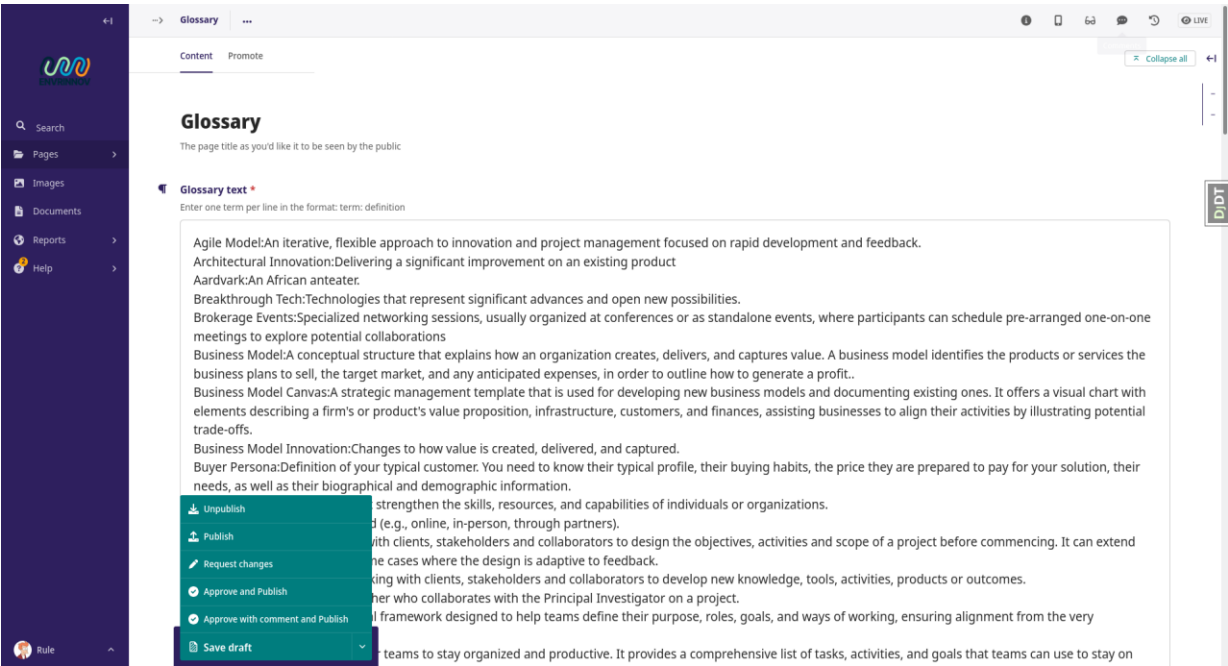 Glossary
...
LIVE
Content Promote
Collapse all
Search
Pages
Images
Documents
Reports
2
Help
Rule
Glossary
The page title as you'd like it to be seen by the public
Glossary text *
Enter one term per line in the format: term: definition
DjDT
Agile Model:An iterative, flexible approach to innovation and project management focused on rapid development and feedback.
Architectural Innovation:Delivering a significant improvement on an existing product
Aardvark:An African anteater.
Breakthrough Tech:Technologies that represent significant advances and open new possibilities.
Brokerage Events:Specialized networking sessions, usually organized at conferences or as standalone events, where participants can schedule pre-arranged one-on-one
meetings to explore potential collaborations
Business Model:A conceptual structure that explains how an organization creates, delivers, and captures value. A business model identifies the products or services the
business plans to sell, the target market, and any anticipated expenses, in order to outline how to generate a profit..
Business Model Canvas:A strategic management template that is used for developing new business models and documenting existing ones. It offers a visual chart with
elements describing a firm's or product's value proposition, infrastructure, customers, and finances, assisting businesses to align their activities by illustrating potential
trade-offs.
Business Model Innovation:Changes to how value is created, delivered, and captured.
Buyer Persona:Definition of your typical customer. You need to know their typical profile, their buying habits, the price they are prepared to pay for your solution, their
needs, as well as their biographical and demographic information.
strengthen the skills, resources, and capabilities of individuals or organizations.
(e.g., online, in-person, through partners).
with clients, stakeholders and collaborators to design the objectives, activities and scope of a project before commencing. It can extend
cases where the design is adaptive to feedback.
king with clients, stakeholders and collaborators to develop new knowledge, tools, activities, products or outcomes.
her who collaborates with the Principal Investigator on a project.
framework designed to help teams define their purpose, roles, goals, and ways of working, ensuring alignment from the very
teams to stay organized and productive. It provides a comprehensive list of tasks, activities, and goals that teams can use to stay on
Unpublish
Publish
Request changes
Approve and Publish
Approve with comment and Publish
Save draft